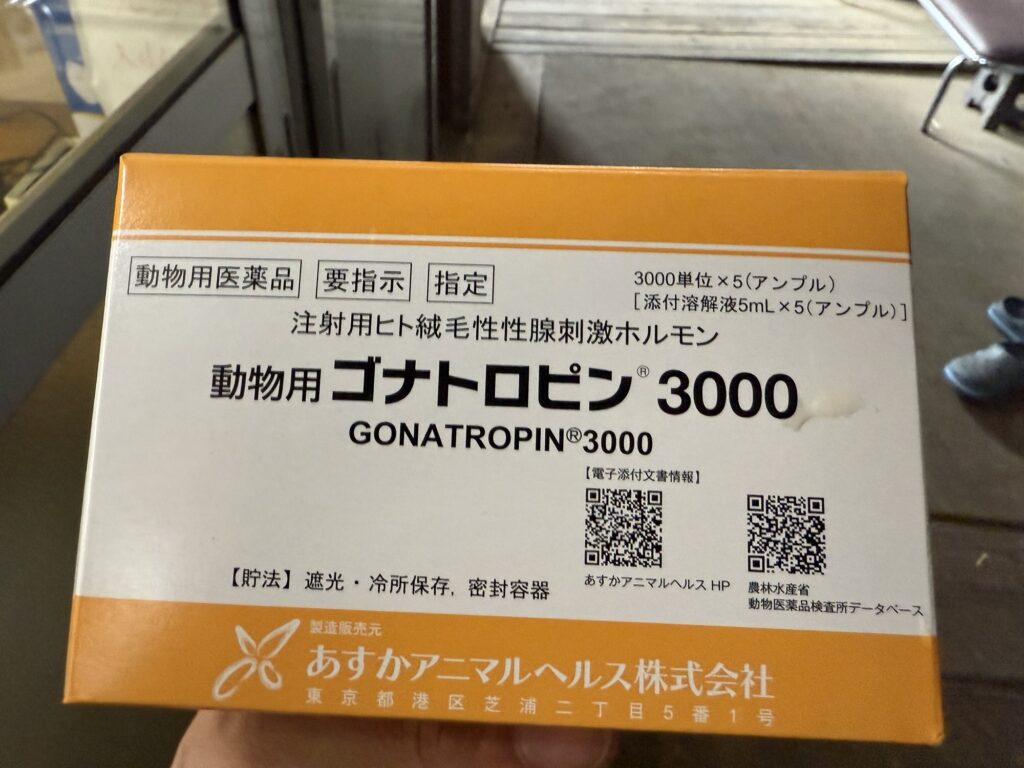 動物用医薬品 要指示 指定
3000単位×5(アンプル)
[添付溶解液5mL×5(アンプル)]
注射用ヒト絨毛性性腺刺激ホルモン
動物用ゴナトロピン®3000
GONATROPIN®3000
【電子添付文書情報】
あすかアニマルヘルス HP
農林水産省
動物医薬品検査所データベース
【貯法】遮光・冷所保存, 密封容器
製造販売元
あすかアニマルヘルス株式会社
東京都港区芝浦二丁目5番1号